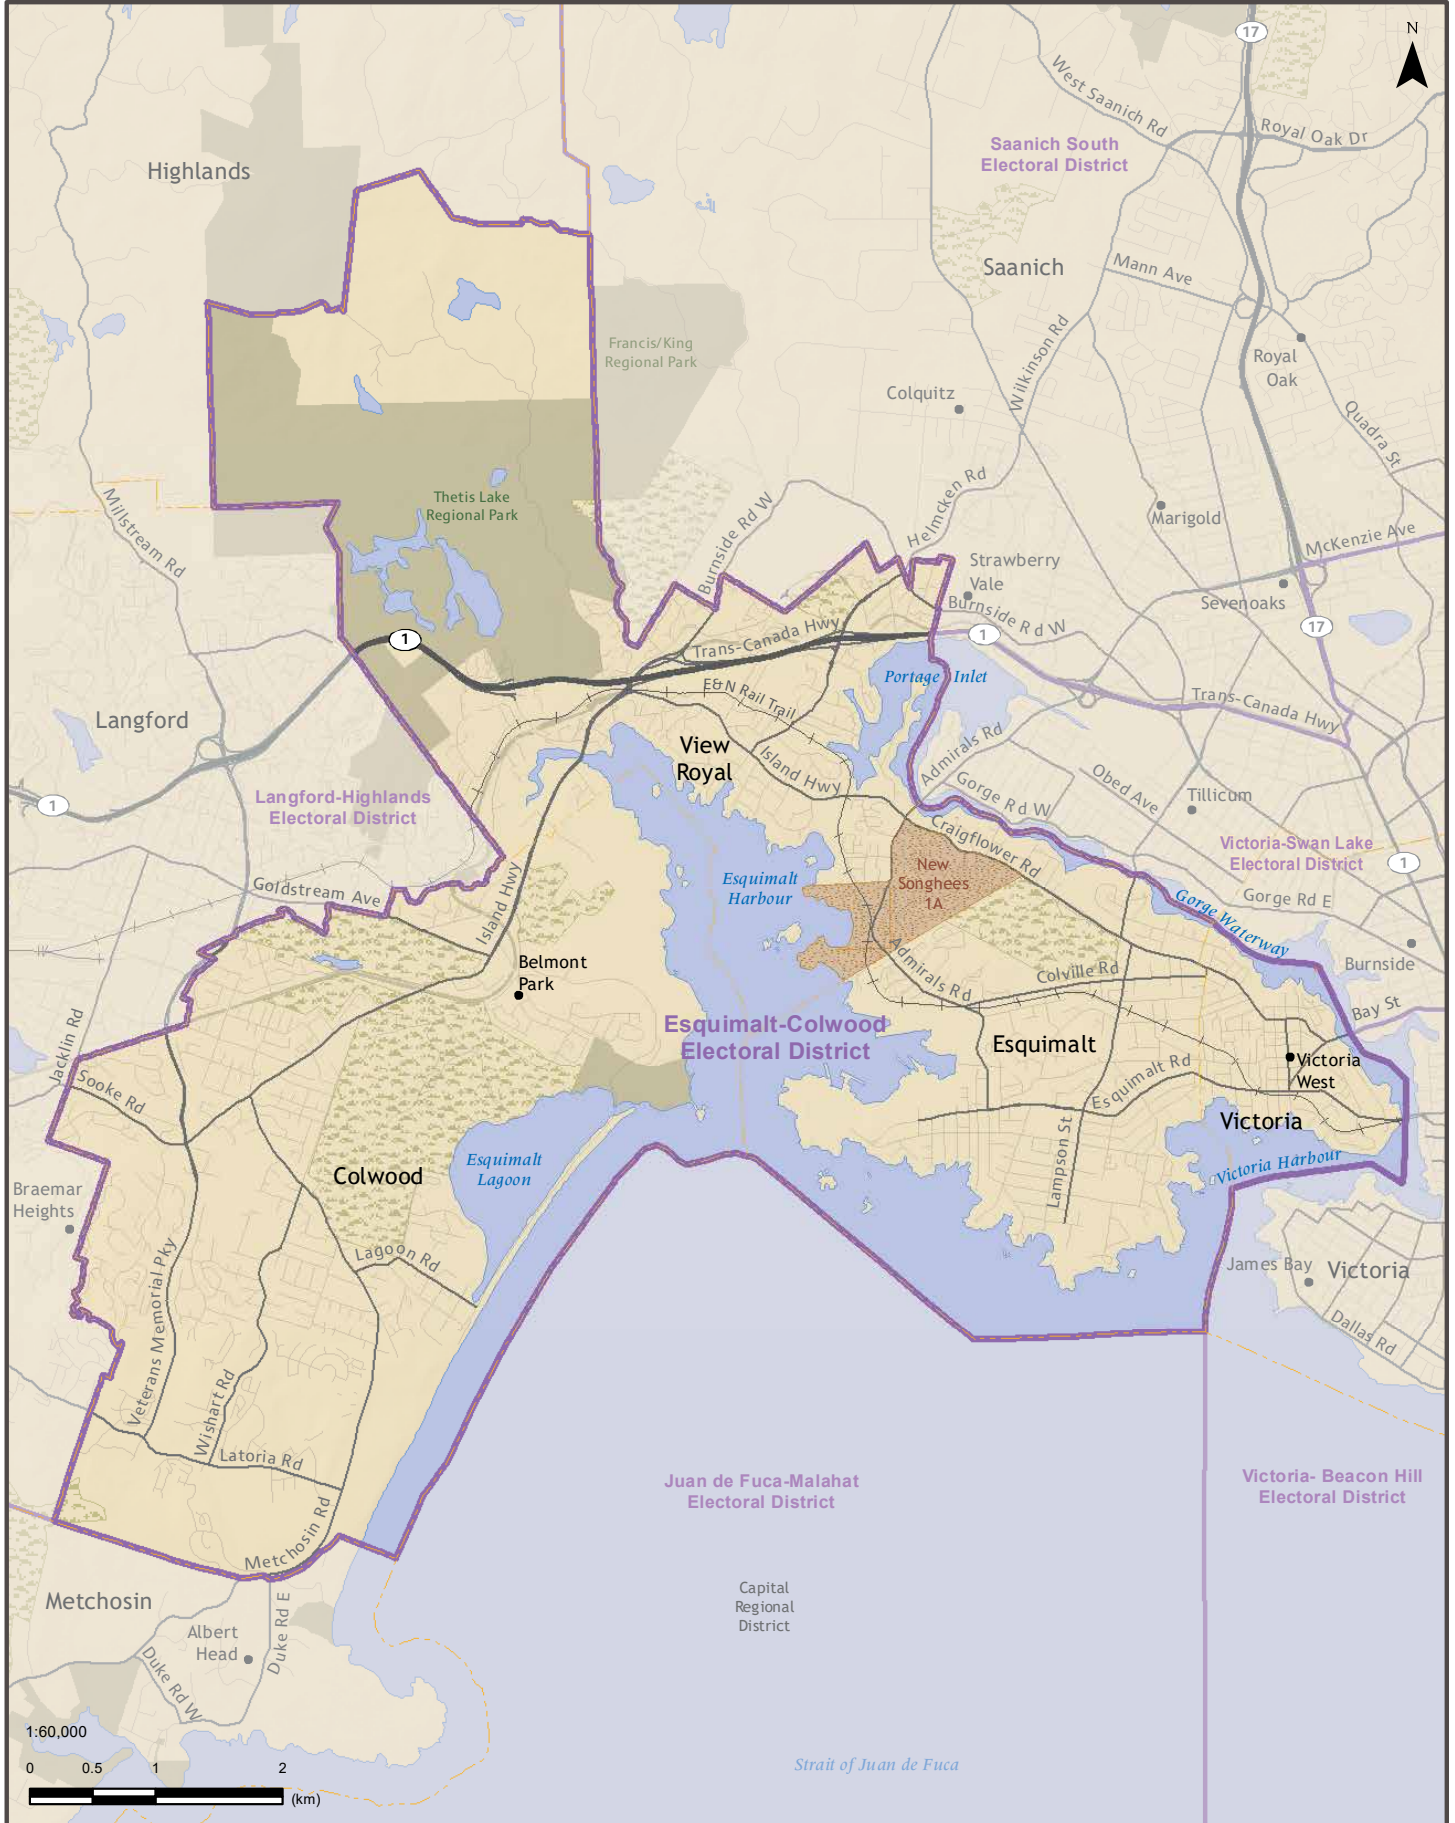 N
17
West Saanich Rd
Royal Oak Dr
Saanich South
Electoral District
Highlands
Saanich
Mann Ave
Francis/King
Regional Park
Wilkinson Rd
Royal
Oak
Colquitz
Quadra St
Helmcken Rd
Thetis Lake
Regional Park
Millstream Rd
Burnside Rd W
Marigold
McKenzie Ave
Strawberry
Vale
Sevenoaks
Burnside Rd W
1
Trans-Canada Hwy
1
17
Portage Inlet
E&N Rail Trail
Trans-Canada Hwy
Langford
View
Royal
Island Hwy
Admirals Rd
Gorge Rd W
Obed Ave
Tillicum
1
Langford-Highlands
Electoral District
Craigflower Rd
Victoria-Swan Lake
Electoral District
1
New
Songhees
1A
Esquimalt
Harbour
Goldstream Ave
Island Hwy
Gorge Rd E
Gorge Waterway
Belmont
Park
Admirals Rd
Colville Rd
Burnside
Bay St
Jacklin Rd
Esquimalt-Colwood
Electoral District
Esquimalt
Victoria
West
Sooke Rd
Esquimalt Rd
Lampson St
Victoria
Esquimalt
Lagoon
Colwood
Victoria Harbour
Braemar
Heights
Lagoon Rd
James Bay
Victoria
Veterans Memorial Pky
Dallas Rd
Wishart Rd
Latoria Rd
Juan de Fuca-Malahat
Electoral District
Victoria- Beacon Hill
Electoral District
Metchosin Rd
Metchosin
Capital
Regional
District
Albert
Head
Duke Rd E
Duke Rd W
1:60,000
Strait of Juan de Fuca
0 0.5 1 2
(km)